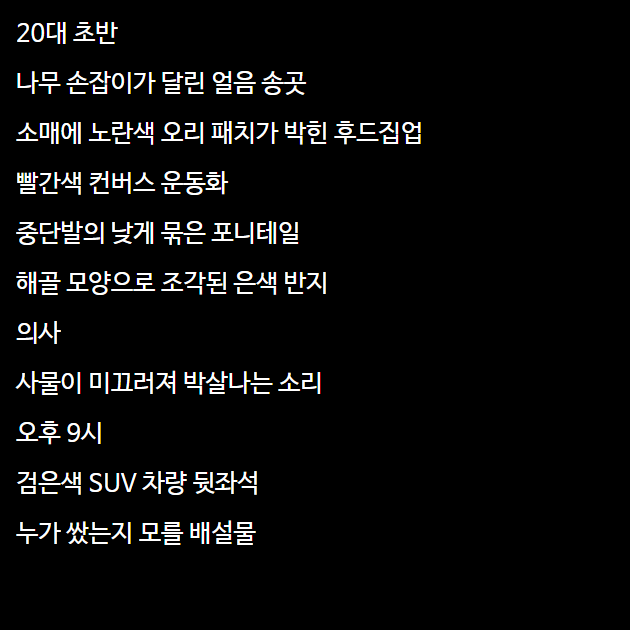 20대 초반
나무 손잡이가 달린 얼음 송곳
소매에 노란색 오리 패치가 박힌 후드집업
빨간색 컨버스 운동화
중단발의 낮게 묶은 포니테일
해골 모양으로 조각된 은색 반지
의사
사물이 미끄러져 박살나는 소리
오후 9시
검은색 SUV 차량 뒷좌석
누가 쌌는지 모를 배설물